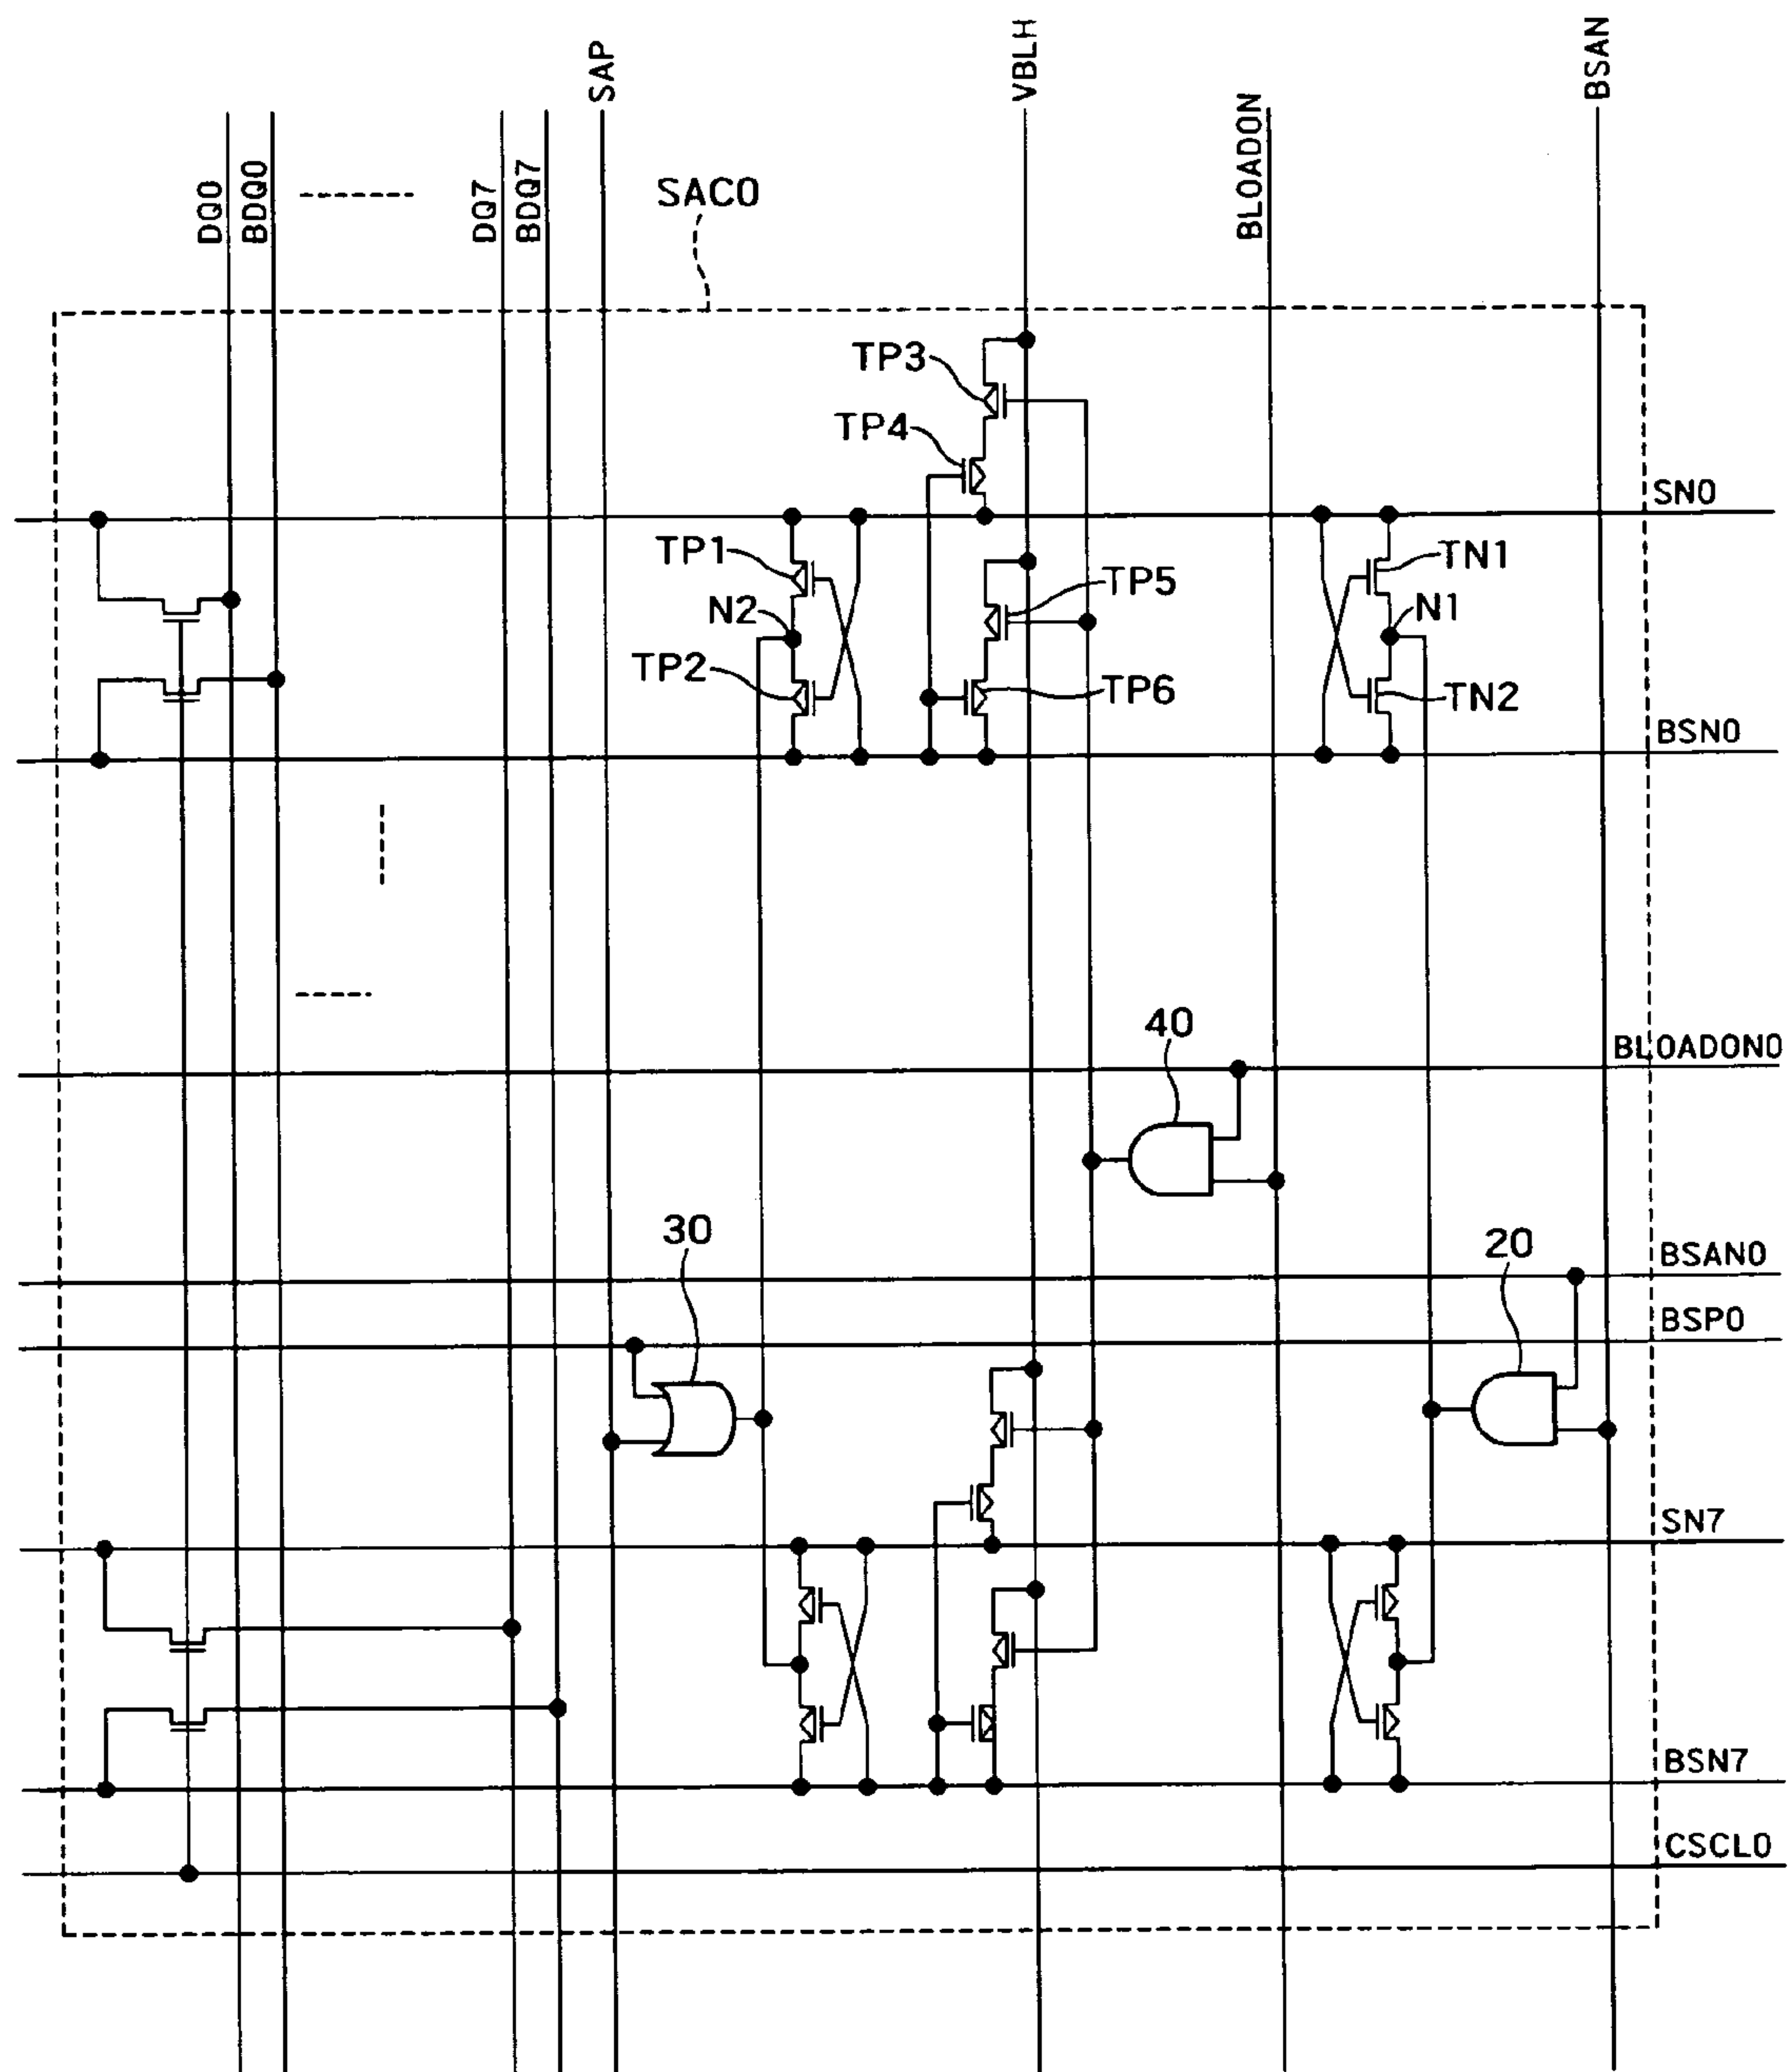 DQ0
BDQ0
DQ7
BDQ7
SAP
SAC0
VBLH
BLOADON
BSAN
TP3
TP4
SN0
TP1
TP5
TN1
N2
N1
TP2
TP6
TN2
BSN0
40
BLOADON0
30
20
BSAN0
BSP0
SN7
BSN7
CSCL0